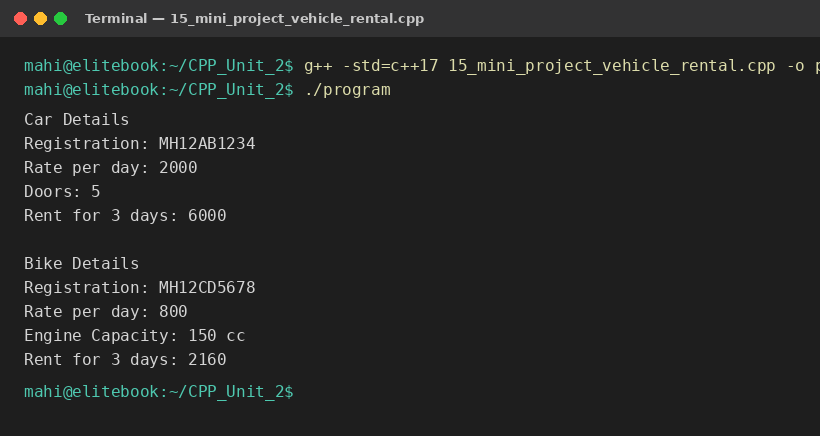 Terminal — 15_mini_project_vehicle_rental.cpp
mahi@elitebook:~/CPP_Unit_2$ g++ -std=c++17 15_mini_project_vehicle_rental.cpp -o p
mahi@elitebook:~/CPP_Unit_2$ ./program
Car Details
Registration: MH12AB1234
Rate per day: 2000
Doors: 5
Rent for 3 days: 6000
Bike Details
Registration: MH12CD5678
Rate per day: 800
Engine Capacity: 150 cc
Rent for 3 days: 2160
mahi@elitebook:~/CPP_Unit_2$